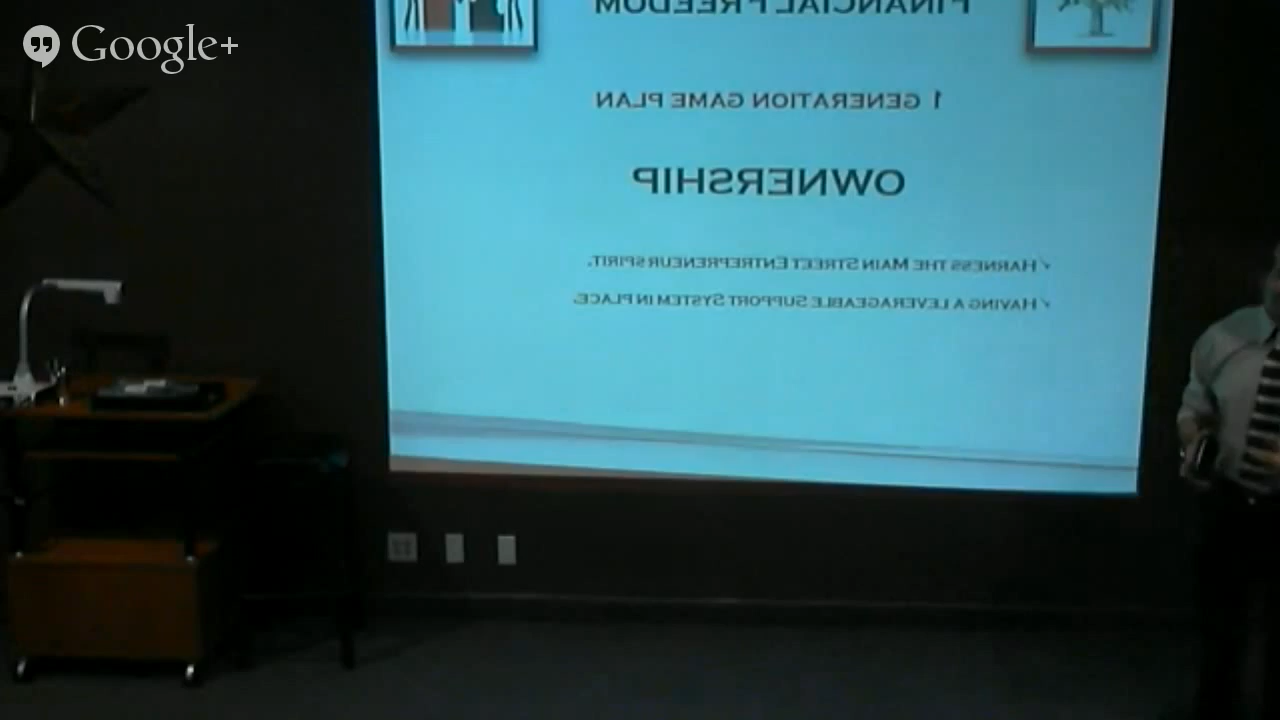 Google+
FINANCIAL FREEDOM
1 GENERATION GAME PLAN
OWNERSHIP
✓ HARNESS THE MAIN STREET ENTREPRENEUR SPIRIT.
✓ HAVING A LEVERAGEABLE SUPPORT SYSTEM IN PLACE.